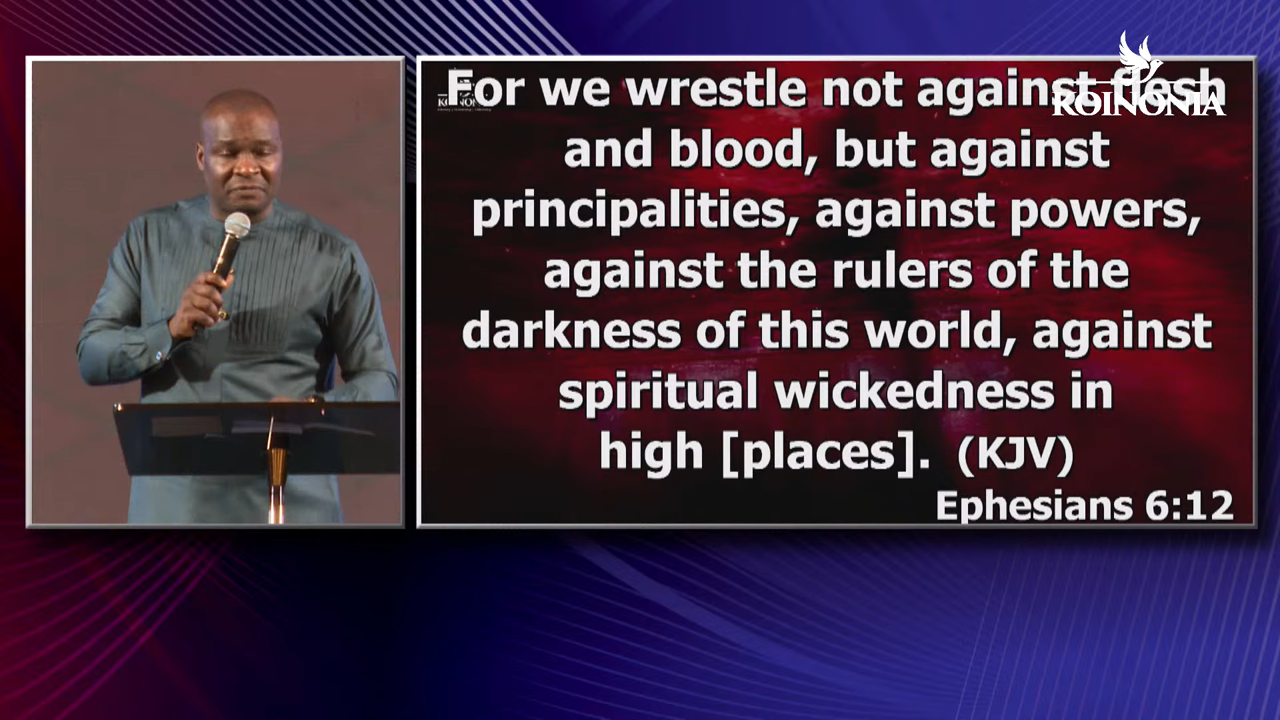 For we wrestle not against flesh
and blood, but against
principalities, against powers,
against the rulers of the
darkness of this world, against
spiritual wickedness in
high [places]. (KJV)
Ephesians 6:12
KOINONIA